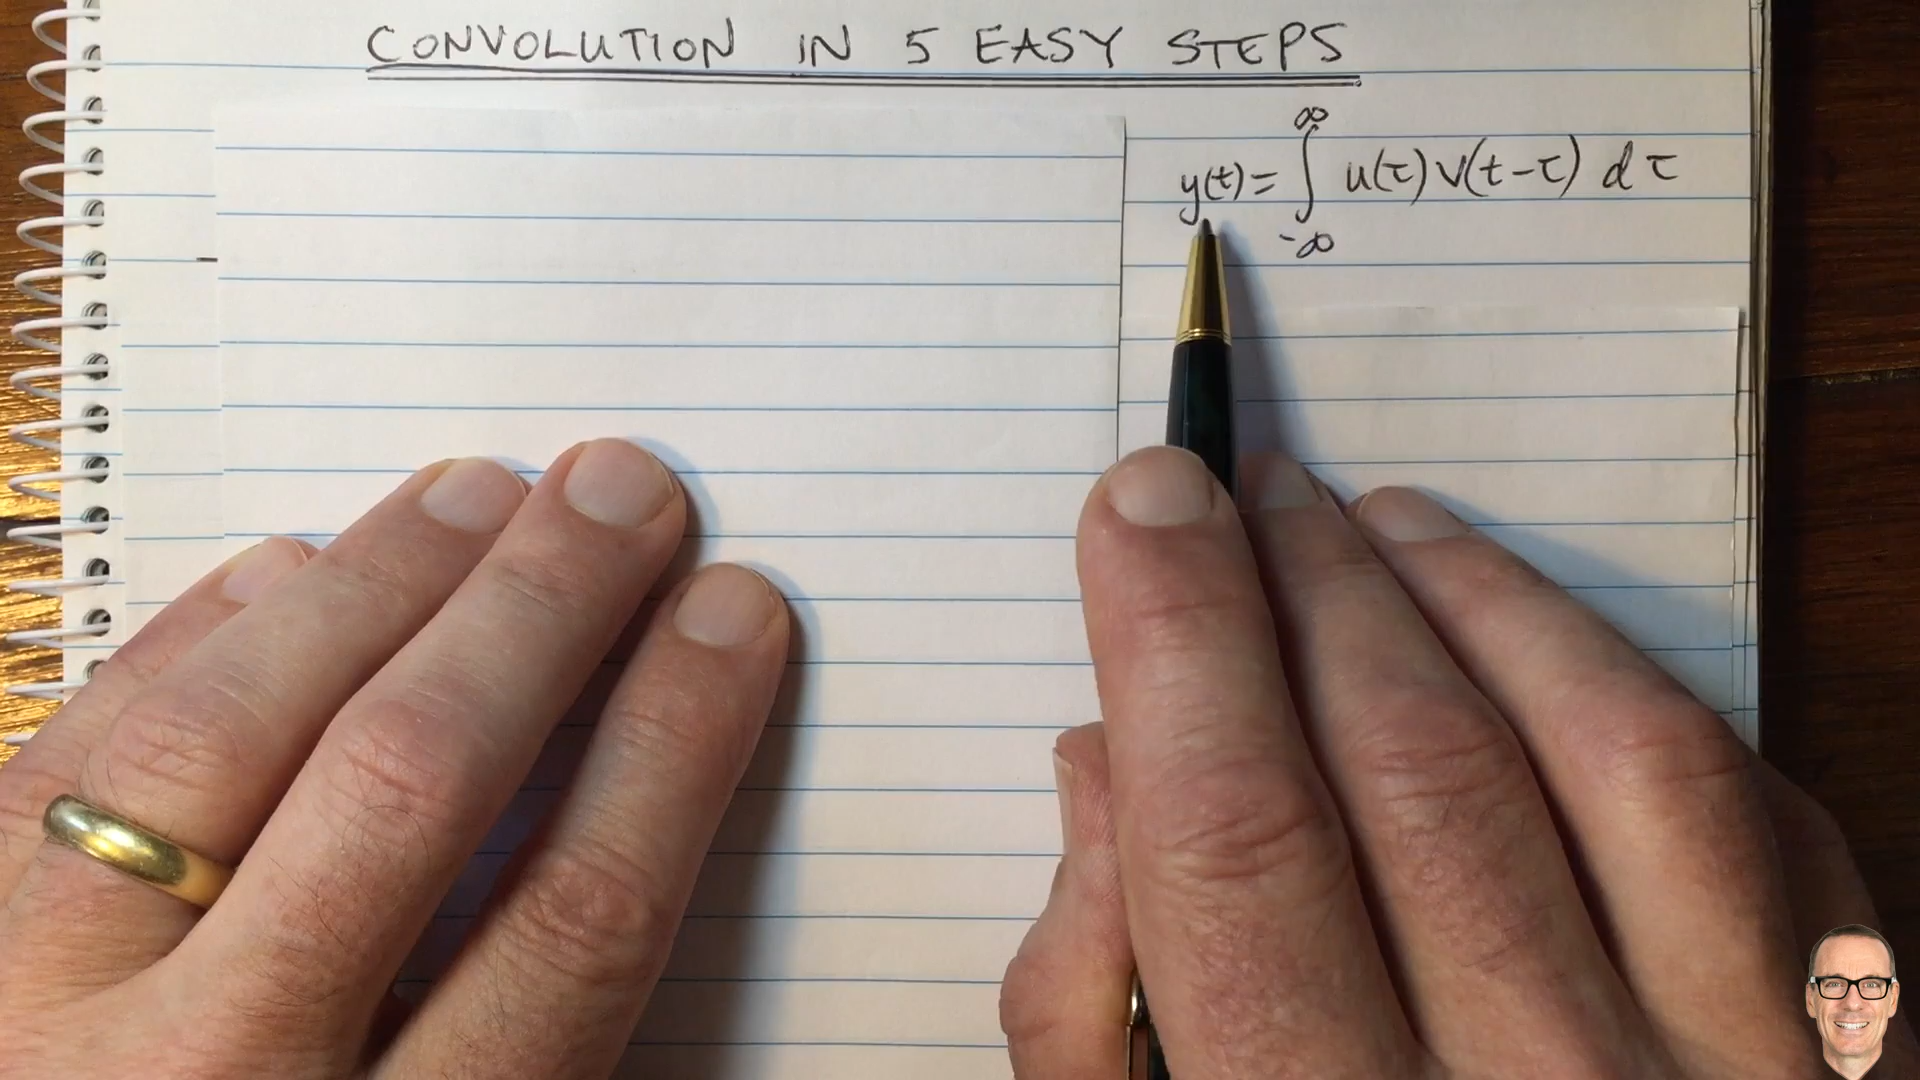 CONVOLUTION IN 5 EASY STEPS
y(t) = ∫_{-∞}^{∞} u(τ) v(t-τ) dτ